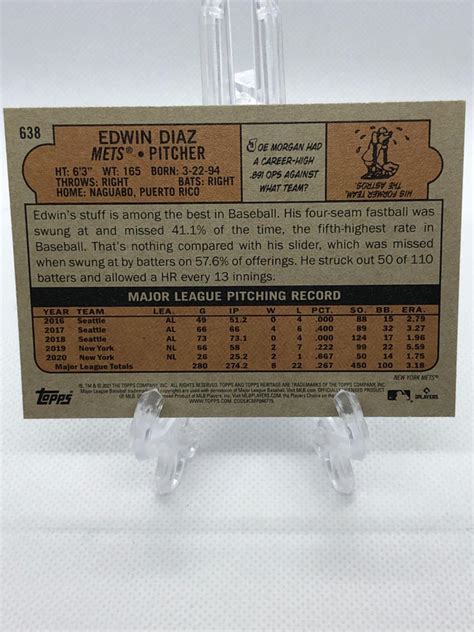 638
EDWIN DIAZ
METS • PITCHER
HT: 6'3" WT: 165 BORN: 3-22-94
THROWS: RIGHT BATS: RIGHT
HOME: NAGUABO, PUERTO RICO
JOE MORGAN HAD
A CAREER-HIGH
.891 OPS AGAINST
WHAT TEAM?
HIS FORMER TEAM,
THE ASTROS
Edwin's stuff is among the best in Baseball. His four-seam fastball was
swung at and missed 41.1% of the time, the fifth-highest rate in
Baseball. That's nothing compared with his slider, which was missed
when swung at by batters on 57.6% of offerings. He struck out 50 of 110
batters and allowed a HR every 13 innings.
MAJOR LEAGUE PITCHING RECORD
YEAR TEAM LEA. G IP W L PCT. SO. BB. ERA.
2016 Seattle AL 49 51.2 0 4 .000 88 15 2.79
2017 Seattle AL 66 66 4 6 .400 89 32 3.27
2018 Seattle AL 73 73.1 0 4 .000 124 17 1.96
2019 New York NL 66 58 2 7 .222 99 22 5.59
2020 New York NL 26 25.2 2 1 .667 50 14 1.75
Major League Totals 280 274.2 8 22 .267 450 100 3.18
NEW YORK METS®
TOPPS
WWW.TOPPS.COM
PLAYERS